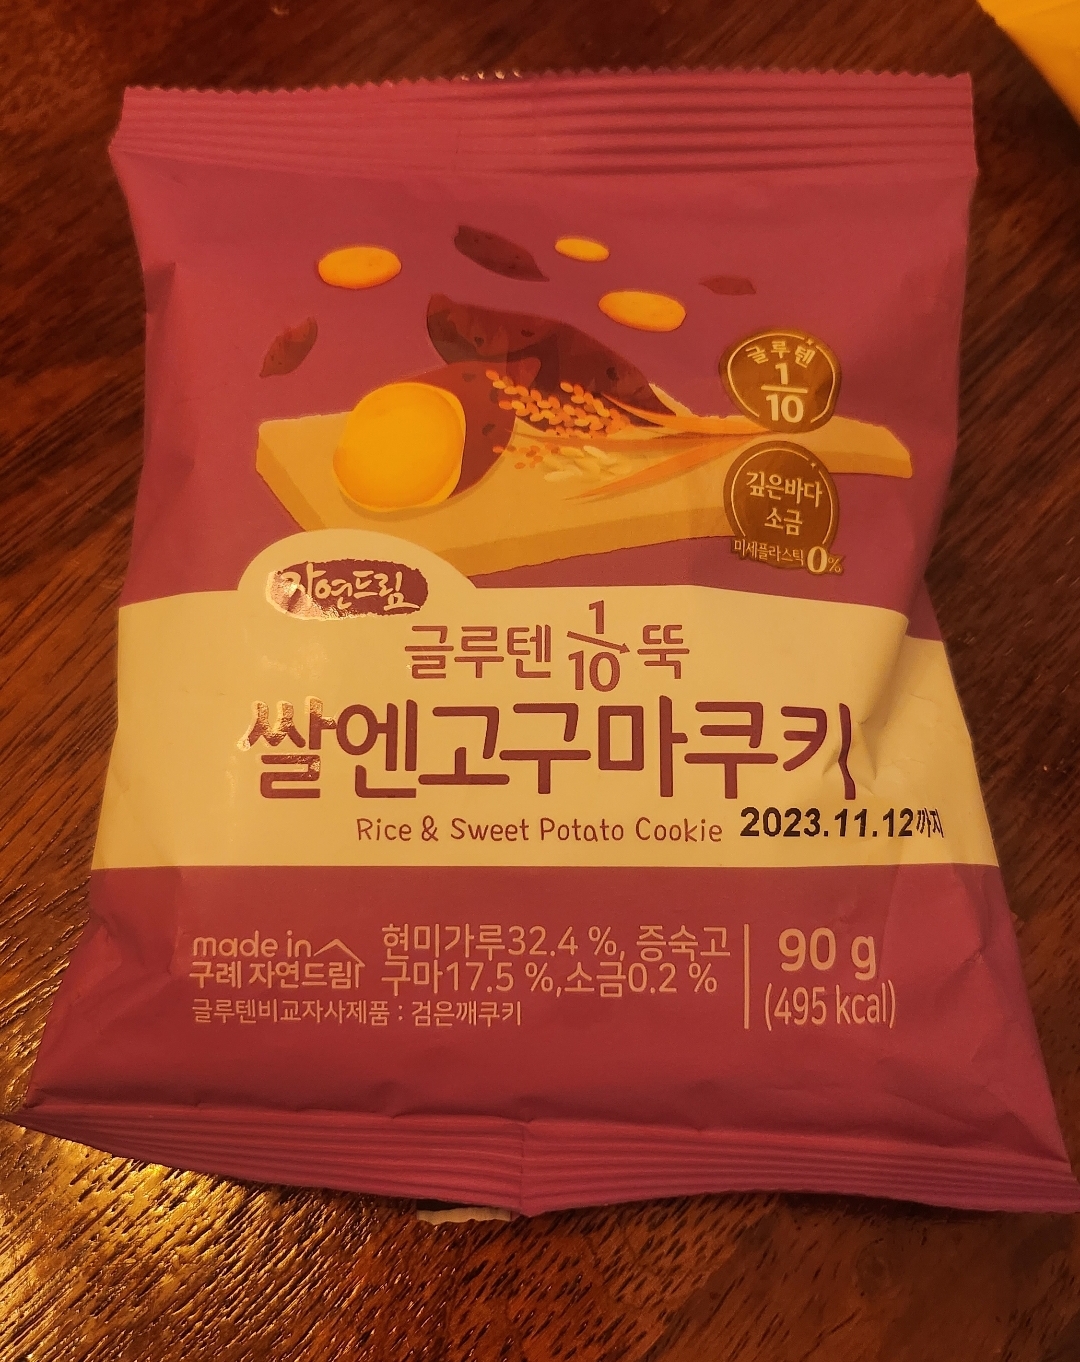 글루텐
1
10
깊은바다
소금
미세플라스틱 0%
자연드림
글루텐 1/10 뚝
쌀엔고구마쿠키
Rice & Sweet Potato Cookie 2023.11.12까지
made in
구례 자연드림
현미가루32.4 %, 증숙고
구마17.5 %,소금0.2 %
글루텐비교자사제품 : 검은깨쿠키
90 g
(495 kcal)